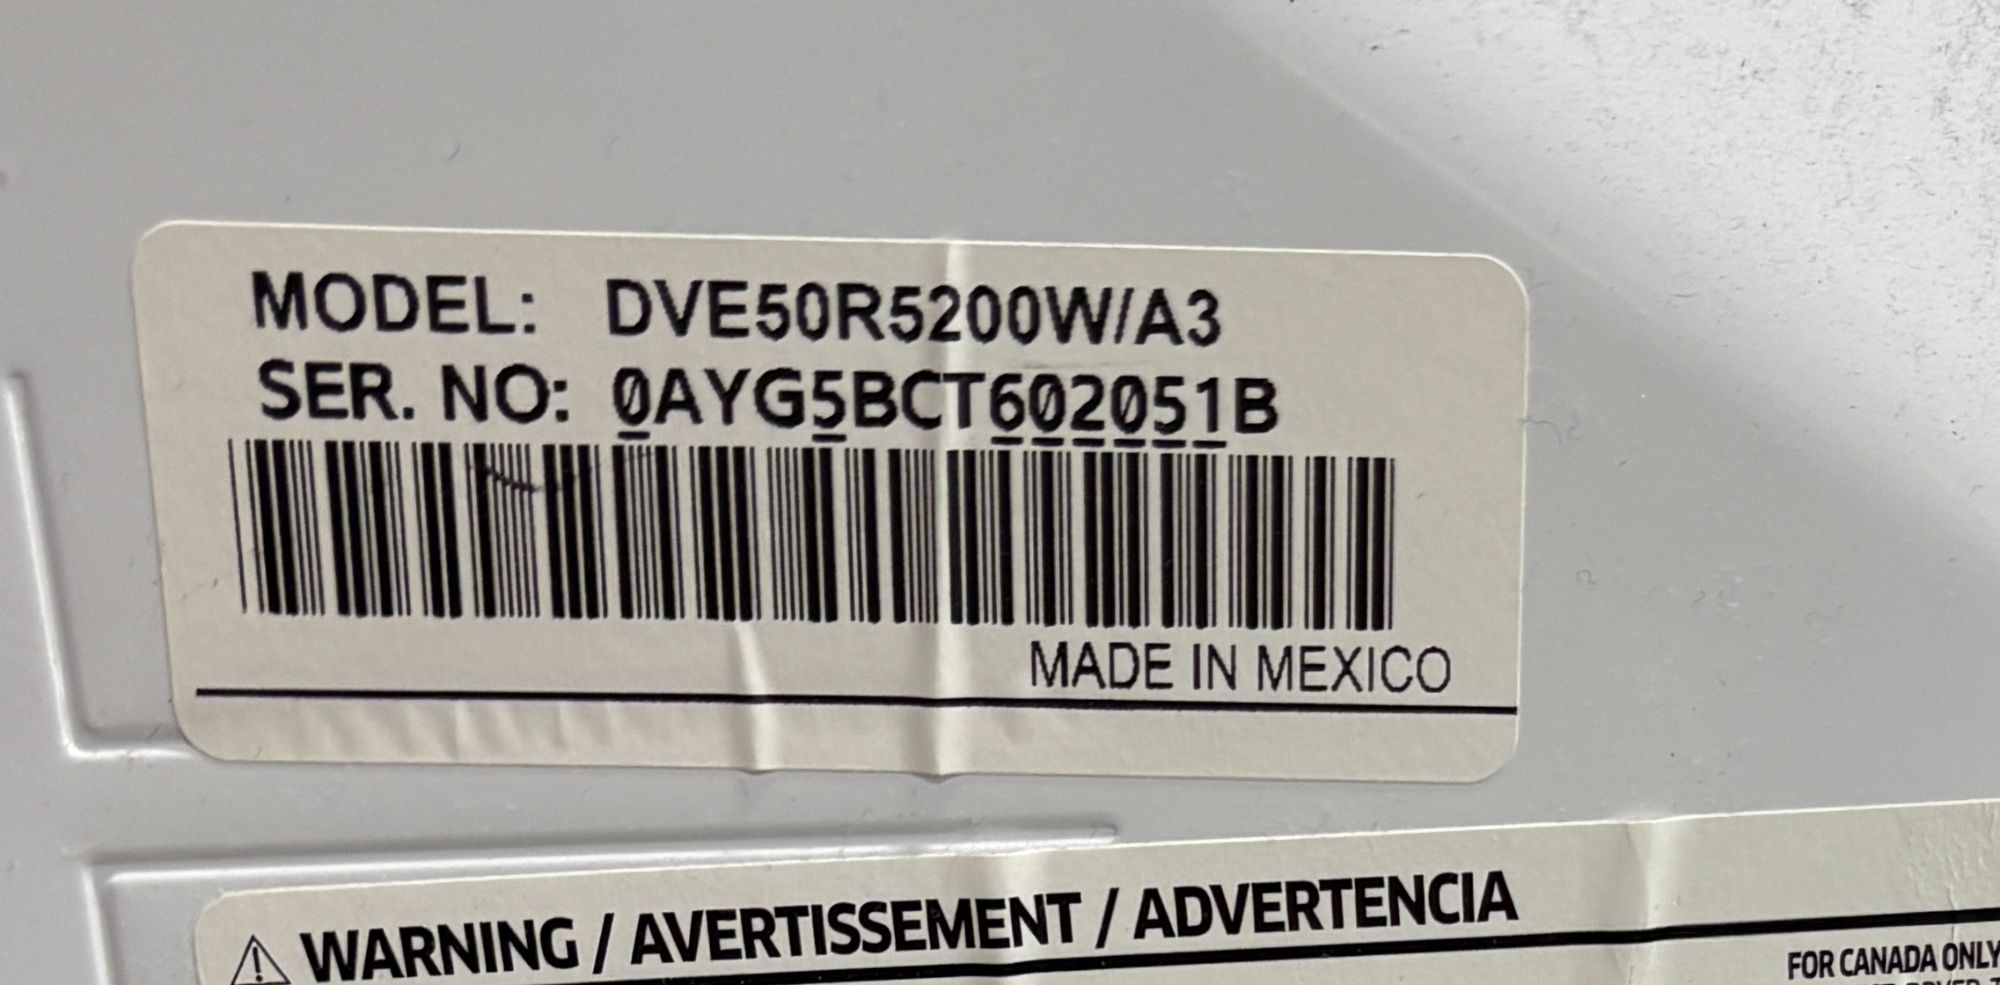 MODEL: DVE50R5200W/A3
SER. NO: 0AYG5BCT602051B
MADE IN MEXICO
⚠ WARNING / AVERTISSEMENT / ADVERTENCIA
FOR CANADA ONLY